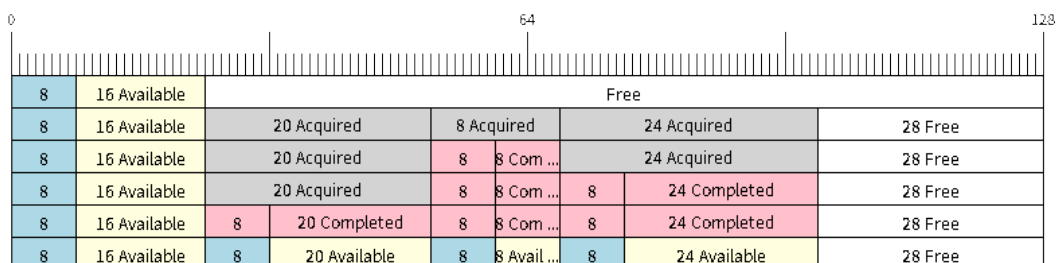 0 64 128
8 16 Available Free
8 16 Available 20 Acquired 8 Acquired 24 Acquired 28 Free
8 16 Available 20 Acquired 8 8 Com ... 24 Acquired 28 Free
8 16 Available 20 Acquired 8 8 Com ... 8 24 Completed 28 Free
8 16 Available 8 20 Completed 8 8 Com ... 8 24 Completed 28 Free
8 16 Available 8 20 Available 8 8 Avail ... 8 24 Available 28 Free